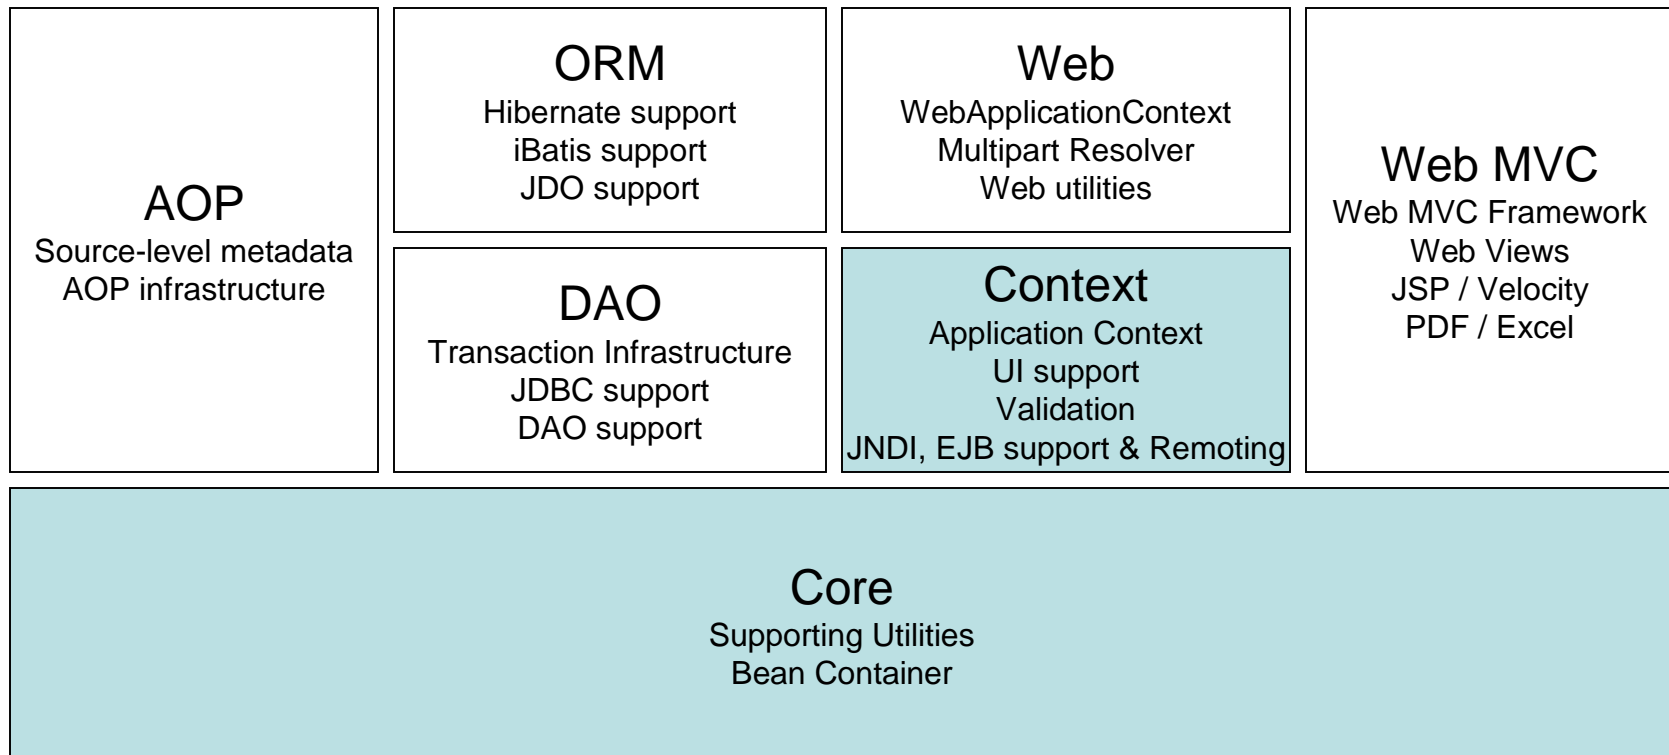 AOP
Source-level metadata
AOP infrastructure
ORM
Hibernate support
iBatis support
JDO support
DAO
Transaction Infrastructure
JDBC support
DAO support
Web
WebApplicationContext
Multipart Resolver
Web utilities
Context
Application Context
UI support
Validation
JNDI, EJB support & Remoting
Web MVC
Web MVC Framework
Web Views
JSP / Velocity
PDF / Excel
Core
Supporting Utilities
Bean Container